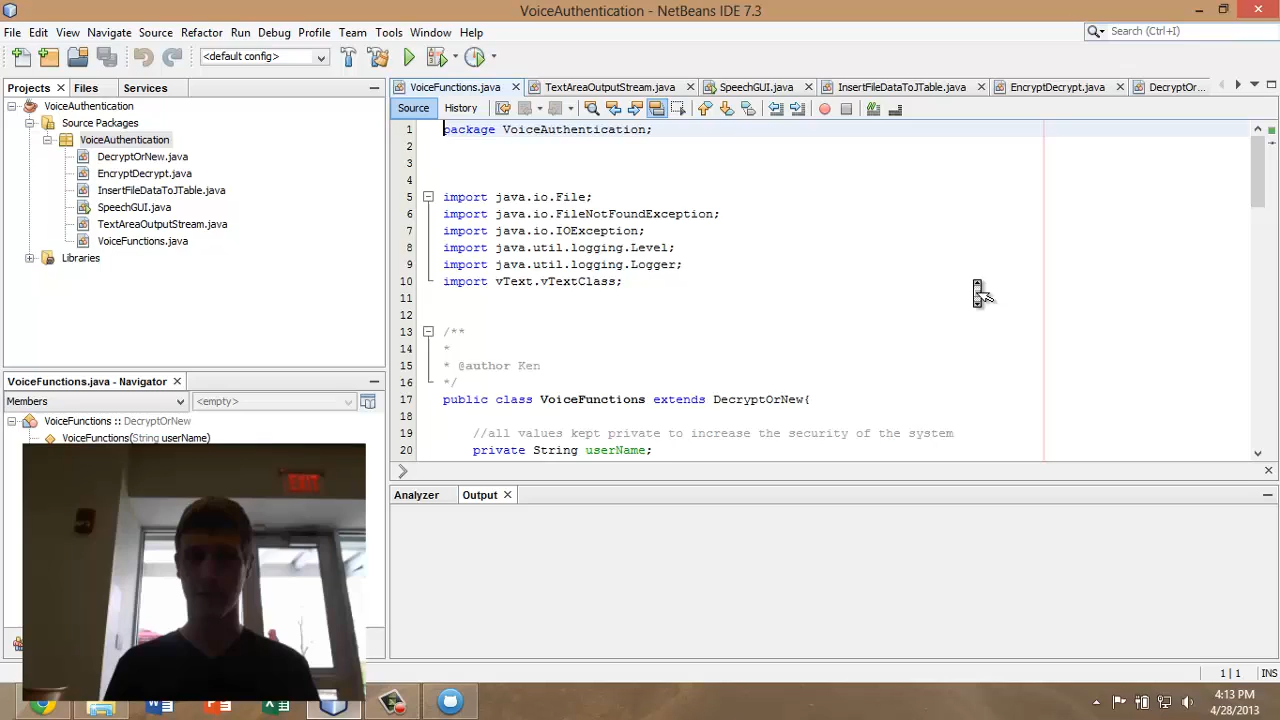 VoiceAuthentication - NetBeans IDE 7.3
File Edit View Navigate Source Refactor Run Debug Profile Team Tools Window Help
Search (Ctrl+I)
<default config>
Projects Files Services
VoiceFunctions.java TextAreaOutputStream.java SpeechGUI.java InsertFileDataToJTable.java EncryptDecrypt.java DecryptOr...
Source History
VoiceAuthentication
Source Packages
VoiceAuthentication
DecryptOrNew.java
EncryptDecrypt.java
InsertFileDataToJTable.java
SpeechGUI.java
TextAreaOutputStream.java
VoiceFunctions.java
Libraries
1 package VoiceAuthentication;
2
3
4
5 import java.io.File;
6 import java.io.FileNotFoundException;
7 import java.io.IOException;
8 import java.util.logging.Level;
9 import java.util.logging.Logger;
10 import vText.vTextClass;
11
12
13 /**
14 *
15 * @author Ken
16 */
17 public class VoiceFunctions extends DecryptOrNew{
18
19 //all values kept private to increase the security of the system
20 private String userName;
VoiceFunctions.java - Navigator
Members <empty>
VoiceFunctions :: DecryptOrNew
VoiceFunctions(String userName)
EXIT
Analyzer Output
1 | 1 INS
4:13 PM
4/28/2013